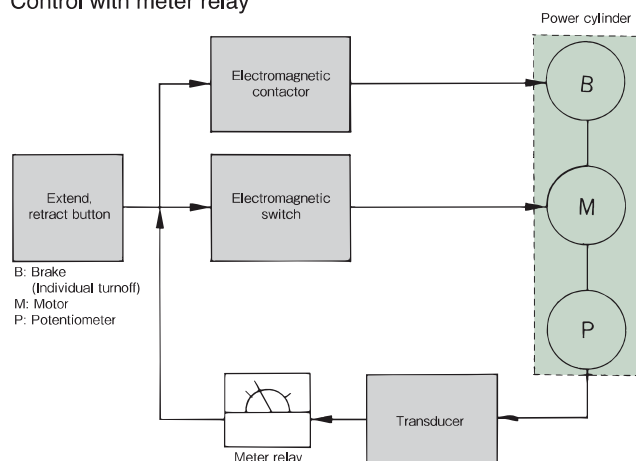 Control with meter relay
Power cylinder
Electromagnetic
contactor
B
Extend,
retract button
Electromagnetic
switch
M
B: Brake
(Individual turnoff)
M: Motor
P: Potentiometer
P
Transducer
Meter relay